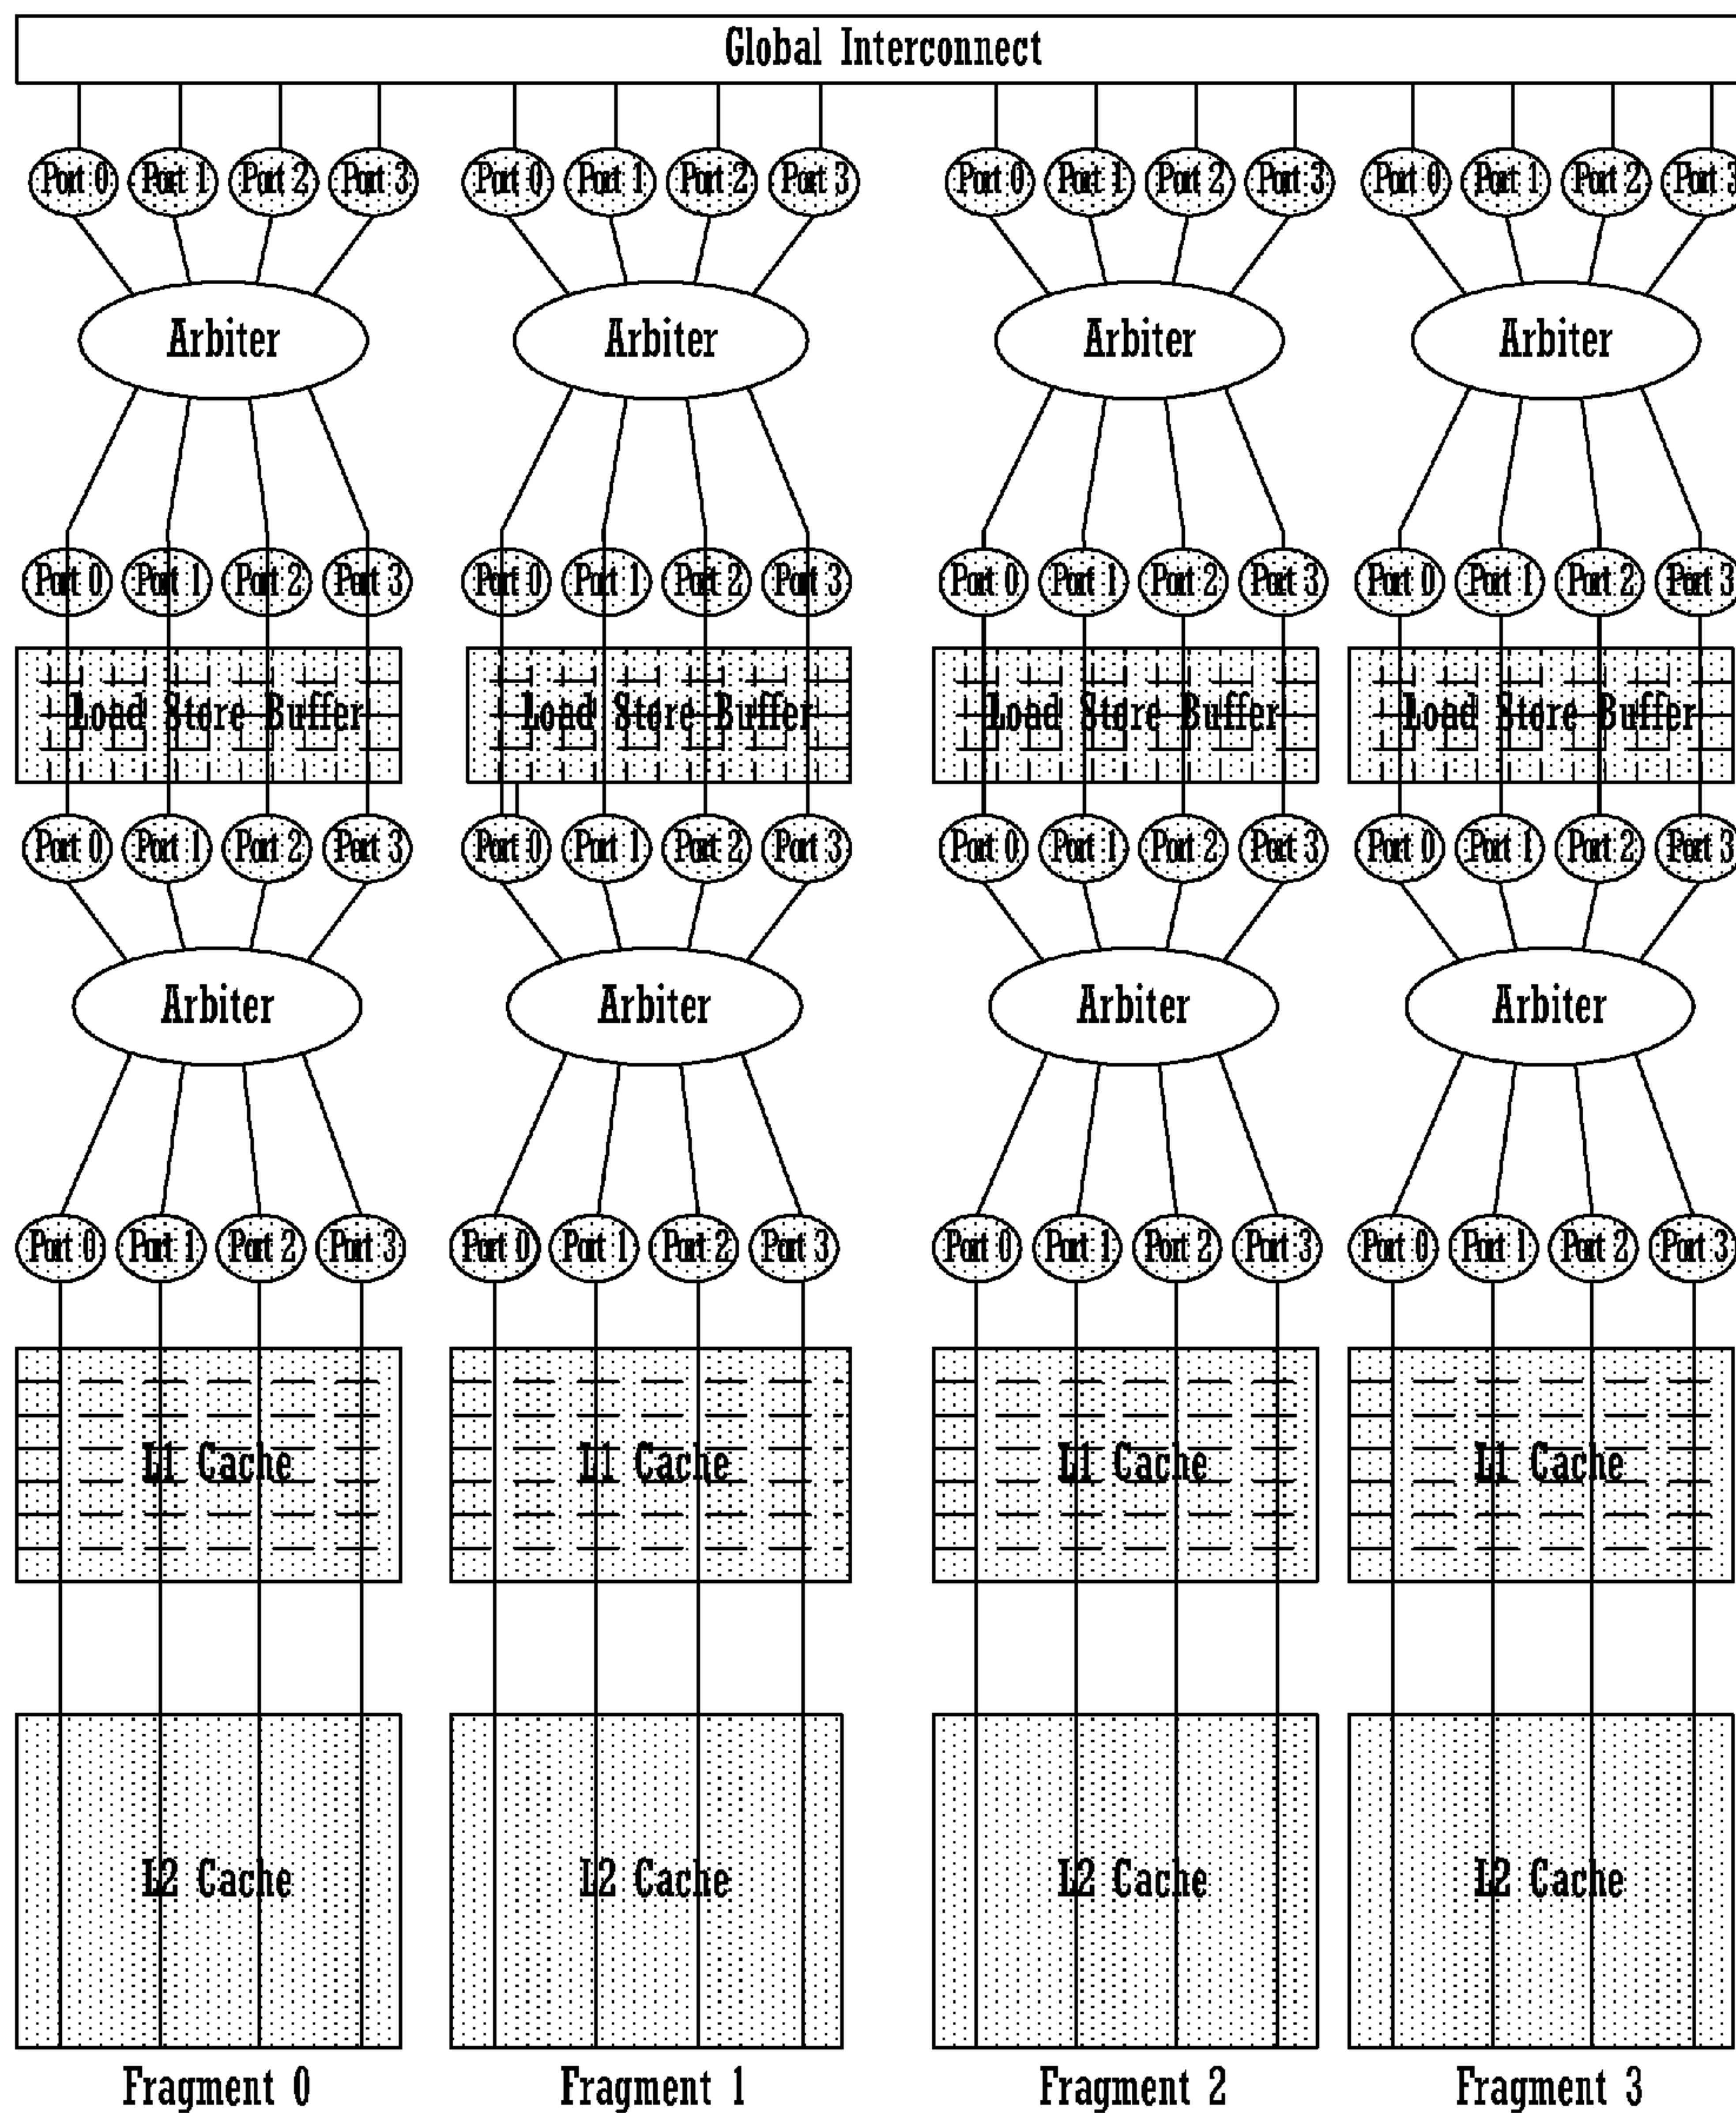 Global Interconnect
Port 0 Port 1 Port 2 Port 3 Port 0 Port 1 Port 2 Port 3 Port 0 Port 1 Port 2 Port 3 Port 0 Port 1 Port 2 Port 3
Arbiter Arbiter Arbiter Arbiter
Port 0 Port 1 Port 2 Port 3 Port 0 Port 1 Port 2 Port 3 Port 0 Port 1 Port 2 Port 3 Port 0 Port 1 Port 2 Port 3
Load Store Buffer Load Store Buffer Load Store Buffer Load Store Buffer
Port 0 Port 1 Port 2 Port 3 Port 0 Port 1 Port 2 Port 3 Port 0 Port 1 Port 2 Port 3 Port 0 Port 1 Port 2 Port 3
Arbiter Arbiter Arbiter Arbiter
Port 0 Port 1 Port 2 Port 3 Port 0 Port 1 Port 2 Port 3 Port 0 Port 1 Port 2 Port 3 Port 0 Port 1 Port 2 Port 3
L1 Cache L1 Cache L1 Cache L1 Cache
L2 Cache L2 Cache L2 Cache L2 Cache
Fragment 0 Fragment 1 Fragment 2 Fragment 3